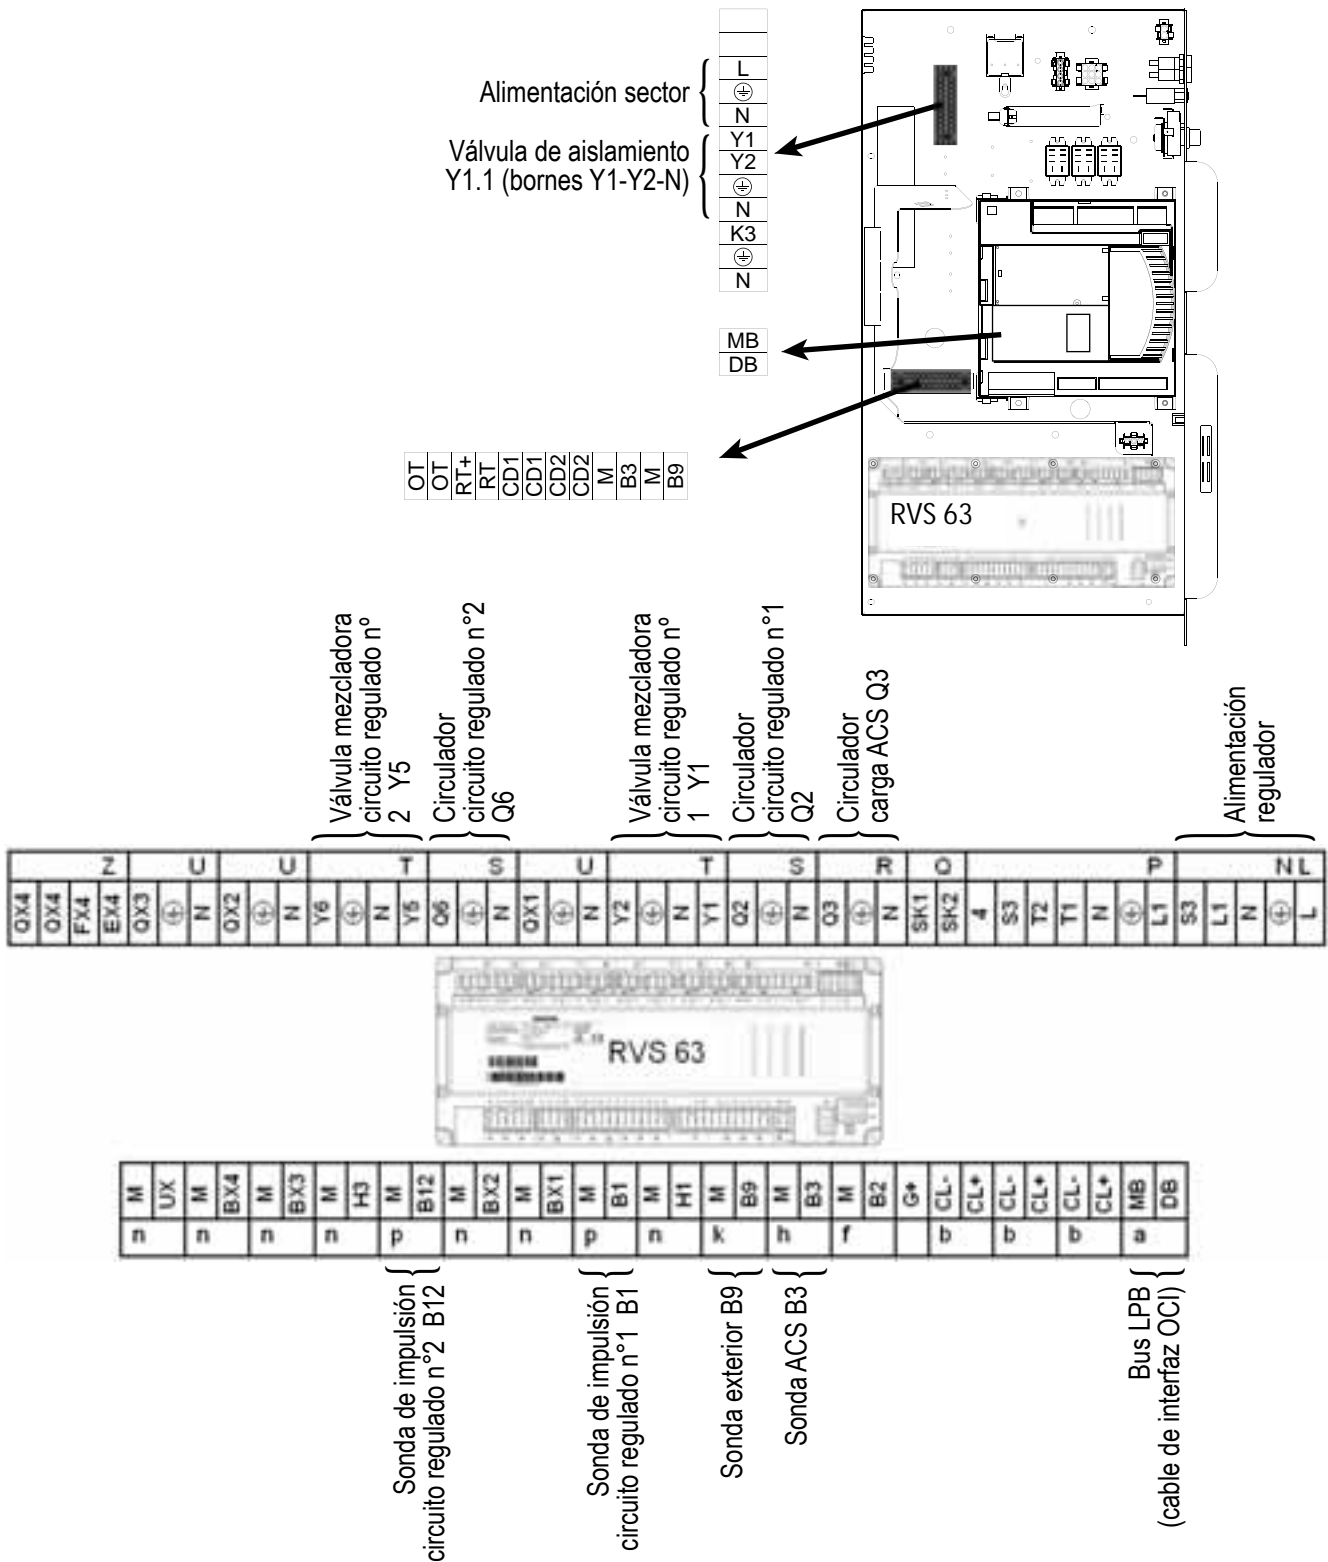 L
Alimentación sector
N
Y1
Válvula de aislamiento
Y1.1 (bornes Y1-Y2-N)
Y2
N
K3
N
MB
DB
OT OT RT+ RT CD1 CD1 CD2 CD2 M B3 M B9
RVS 63
Válvula mezcladora
circuito regulado nº
2 Y5
Circulador
circuito regulado n°2
Q6
Válvula mezcladora
circuito regulado nº
1 Y1
Circulador
circuito regulado n°1
Q2
Circulador
carga ACS Q3
Alimentación
regulador
Z U U T S U T S R Q P N L
QX4 QX4 FX4 EX4 QX3 N QX2 N Y6 N Y5 Q6 N QX1 N Y2 N Y1 Q2 N Q3 N SK1 SK2 4 S3 T2 T1 N L1 S3 L1 N L
RVS 63
M UX M BX4 M BX3 M H3 M B12 M BX2 M BX1 M B1 M H1 M B9 M B3 M B2 G+ CL- CL+ CL- CL+ CL- CL+ MB DB
n n n n p n n p n k h f b b b a
Sonda de impulsión
circuito regulado n°2 B12
Sonda de impulsión
circuito regulado n°1 B1
Sonda exterior B9
Sonda ACS B3
Bus LPB
(cable de interfaz OCI)